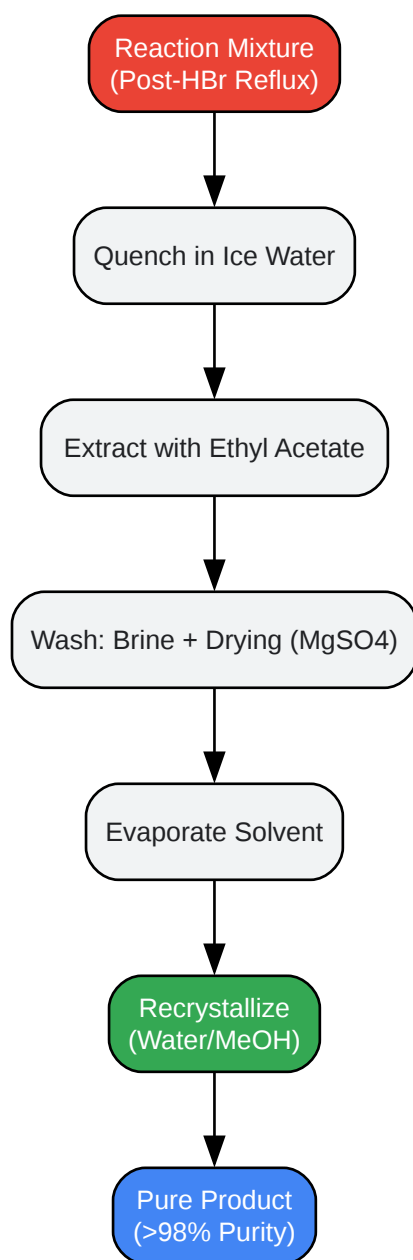 Reaction Mixture
(Post-HBr Reflux)
Quench in Ice Water
Extract with Ethyl Acetate
Wash: Brine + Drying (MgSO4)
Evaporate Solvent
Recrystallize
(Water/MeOH)
Pure Product
(>98% Purity)